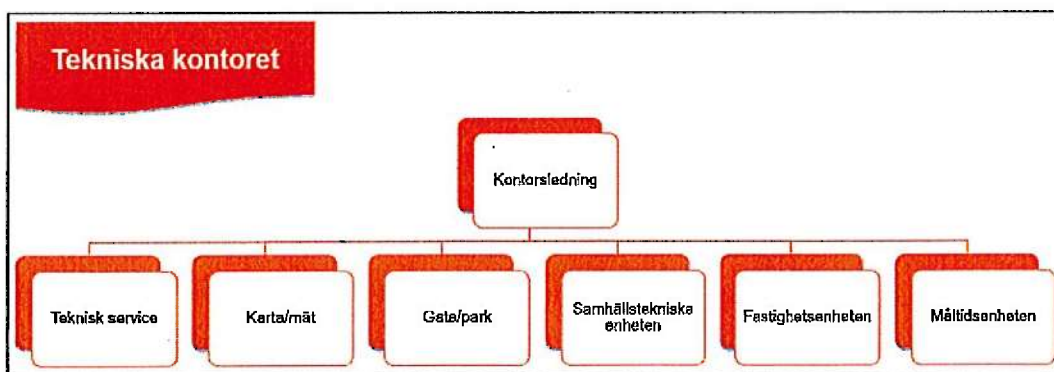 Tekniska kontoret
Kontorsledning
Teknisk service
Karta/mät
Gata/park
Samhällstekniska
enheten
Fastighetsenheten
Måltidsenheten